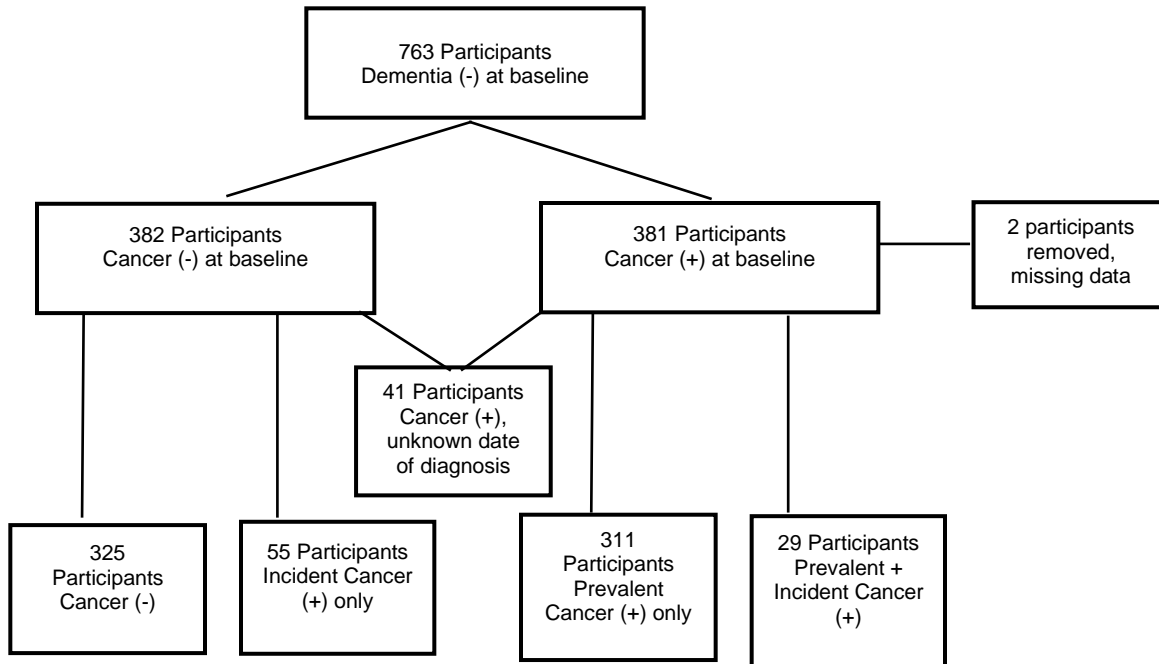 763 Participants
Dementia (-) at baseline
382 Participants
Cancer (-) at baseline
381 Participants
Cancer (+) at baseline
2 participants
removed,
missing data
41 Participants
Cancer (+),
unknown date
of diagnosis
325
Participants
Cancer (-)
55 Participants
Incident Cancer
(+) only
311
Participants
Prevalent
Cancer (+) only
29 Participants
Prevalent +
Incident Cancer
(+)